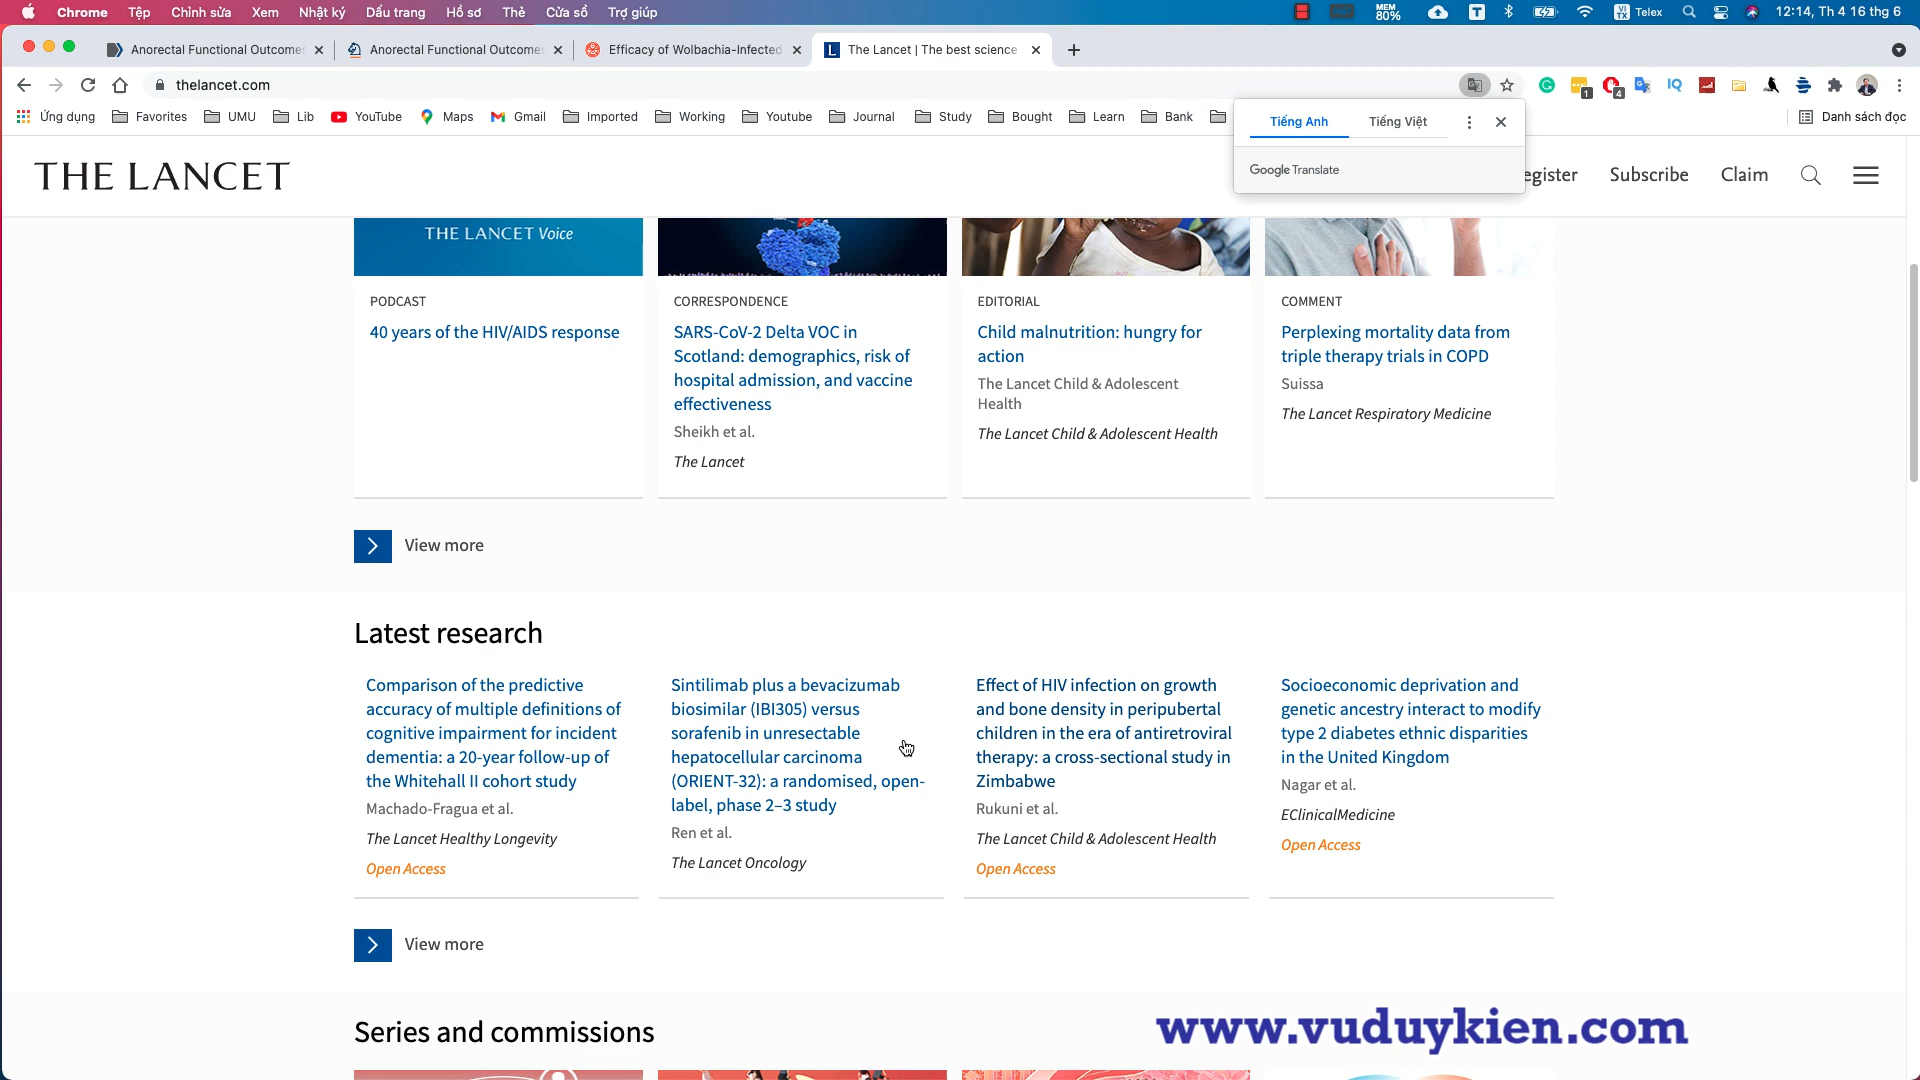 Chrome Tệp Chỉnh sửa Xem Nhật ký Dấu trang Hồ sơ Thẻ Cửa sổ Trợ giúp MEM 80% T VI TX Telex 12:14, Th 4 16 thg 6
Anorectal Functional Outcomes Anorectal Functional Outcomes Efficacy of Wolbachia-Infected L The Lancet | The best science
thelancet.com 1 4 IQ
Ứng dụng Favorites UMU Lib YouTube Maps Gmail Imported Working Youtube Journal Study Bought Learn Bank Danh sách đọc
Tiếng Anh Tiếng Việt
Google Translate
THE LANCET
egister Subscribe Claim
THE LANCET Voice
PODCAST
40 years of the HIV/AIDS response
CORRESPONDENCE
SARS-CoV-2 Delta VOC in
Scotland: demographics, risk of
hospital admission, and vaccine
effectiveness
Sheikh et al.
The Lancet
EDITORIAL
Child malnutrition: hungry for
action
The Lancet Child & Adolescent
Health
The Lancet Child & Adolescent Health
COMMENT
Perplexing mortality data from
triple therapy trials in COPD
Suissa
The Lancet Respiratory Medicine
View more
Latest research
Comparison of the predictive
accuracy of multiple definitions of
cognitive impairment for incident
dementia: a 20-year follow-up of
the Whitehall II cohort study
Machado-Fragua et al.
The Lancet Healthy Longevity
Open Access
Sintilimab plus a bevacizumab
biosimilar (IBI305) versus
sorafenib in unresectable
hepatocellular carcinoma
(ORIENT-32): a randomised, open-
label, phase 2–3 study
Ren et al.
The Lancet Oncology
Effect of HIV infection on growth
and bone density in peripubertal
children in the era of antiretroviral
therapy: a cross-sectional study in
Zimbabwe
Rukuni et al.
The Lancet Child & Adolescent Health
Open Access
Socioeconomic deprivation and
genetic ancestry interact to modify
type 2 diabetes ethnic disparities
in the United Kingdom
Nagar et al.
EClinicalMedicine
Open Access
View more
Series and commissions
www.vuduykien.com